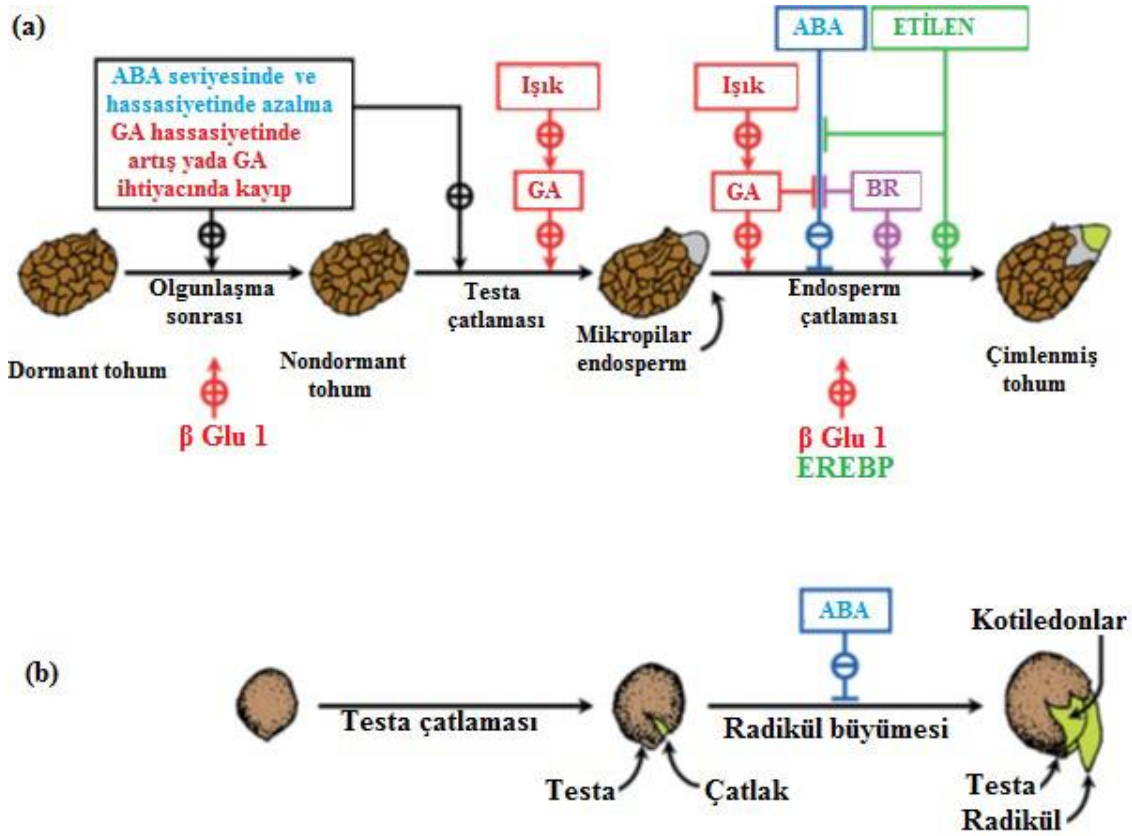 (a)
ABA seviyesinde ve
hassasiyetinde azalma
GA hassasiyetinde
artış yada GA
ihtiyacında kayıp
Işık
GA
Işık
GA
ABA
ETİLEN
BR
Olgunlaşma
sonrası
Testa
çatlaması
Mikropilar
endosperm
Endosperm
çatlaması
Dormant tohum
Nondormant
tohum
Çimlenmiş
tohum
β Glu 1
β Glu 1
EREBP
(b)
ABA
Kotiledonlar
Testa çatlaması
Radikül büyümesi
Testa
Çatlak
Testa
Radikül